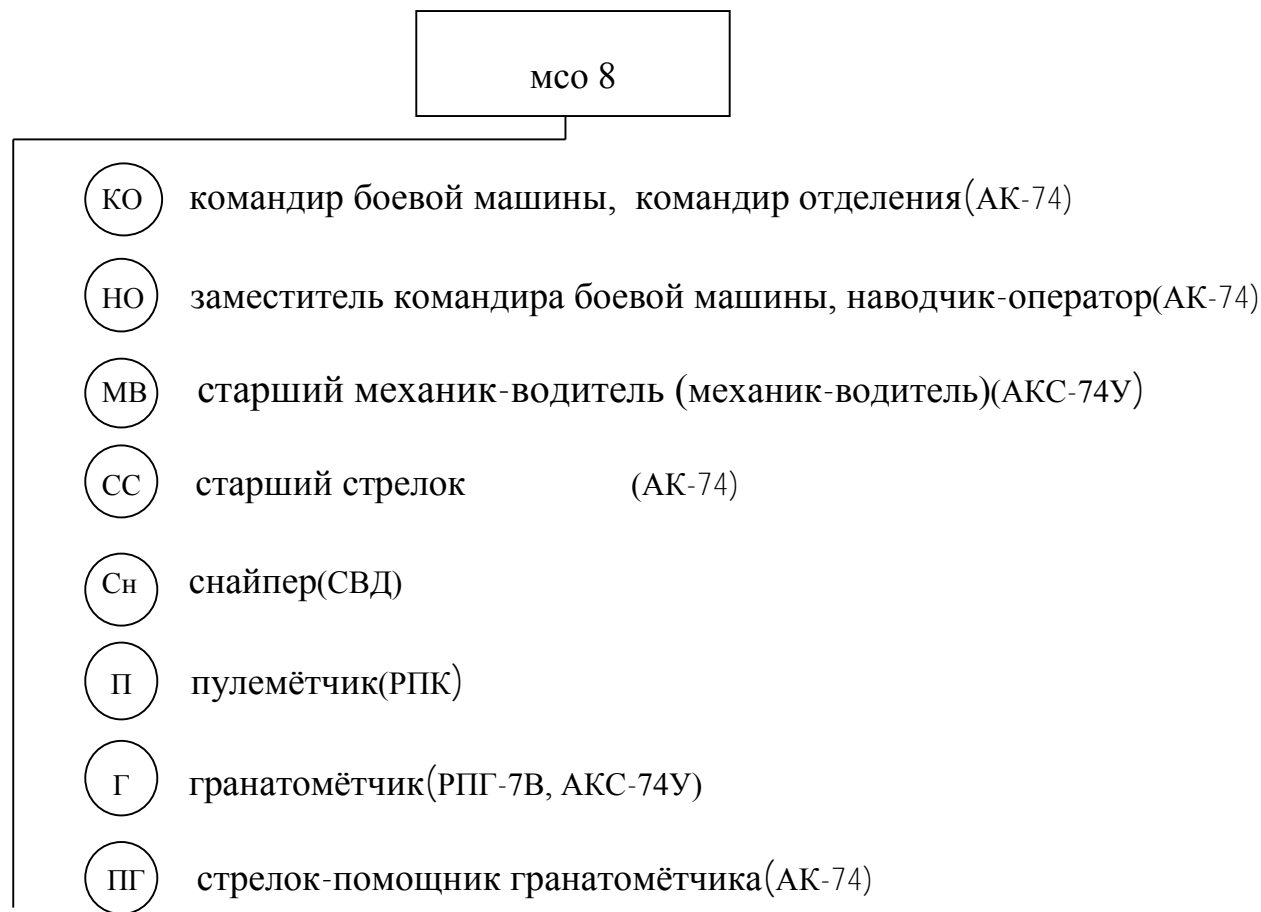 мсо 8
КО командир боевой машины, командир отделения(АК-74)
НО заместитель командира боевой машины, наводчик-оператор(АК-74)
МВ старший механик-водитель (механик-водитель)(АКС-74У)
СС старший стрелок (АК-74)
Сн снайпер(СВД)
П пулемётчик(РПК)
Г гранатомётчик(РПГ-7В, АКС-74У)
ПГ стрелок-помощник гранатомётчика(АК-74)